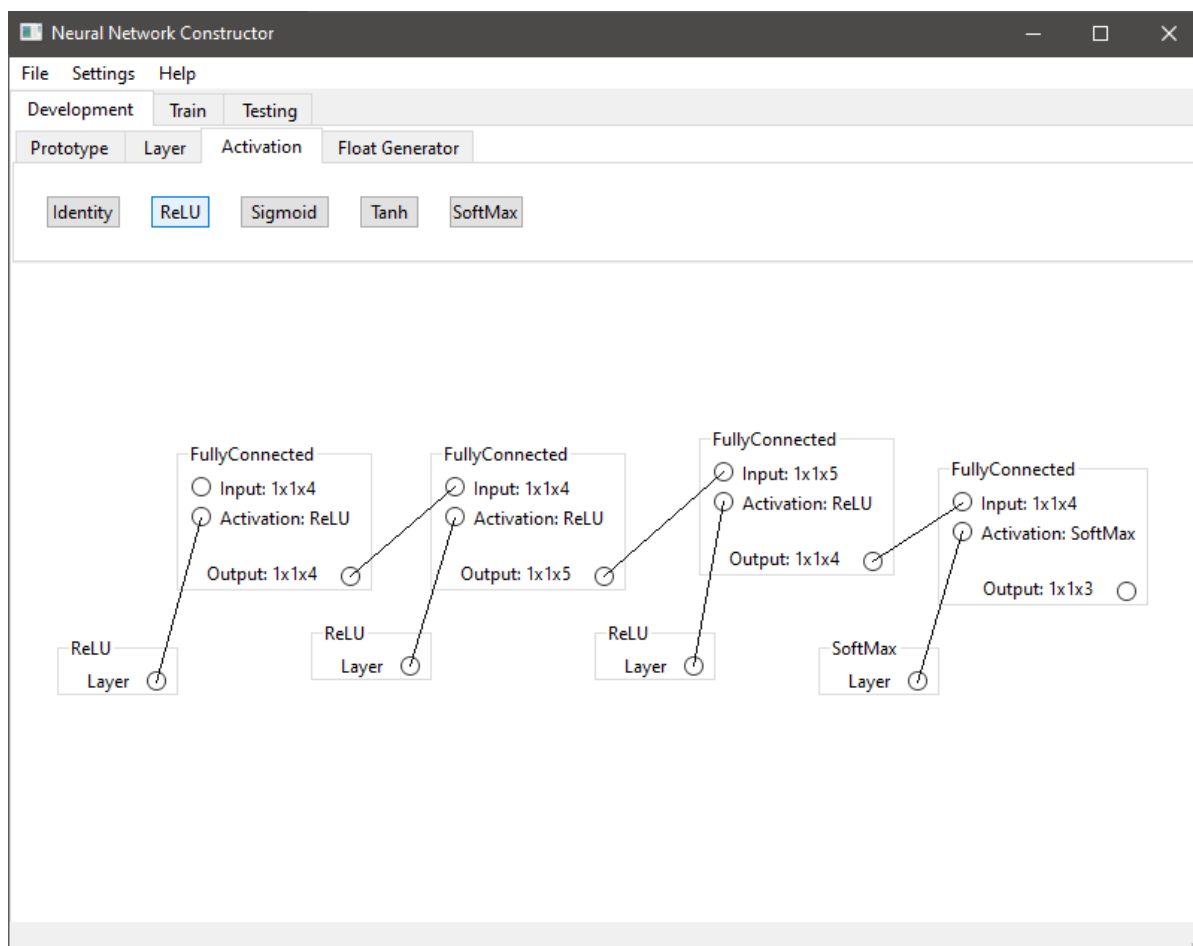 Neural Network Constructor
File Settings Help
Development Train Testing
Prototype Layer Activation Float Generator
Identity ReLU Sigmoid Tanh SoftMax
FullyConnected
Input: 1x1x4
Activation: ReLU
Output: 1x1x4
FullyConnected
Input: 1x1x4
Activation: ReLU
Output: 1x1x5
FullyConnected
Input: 1x1x5
Activation: ReLU
Output: 1x1x4
FullyConnected
Input: 1x1x4
Activation: SoftMax
Output: 1x1x3
ReLU
Layer
ReLU
Layer
ReLU
Layer
SoftMax
Layer